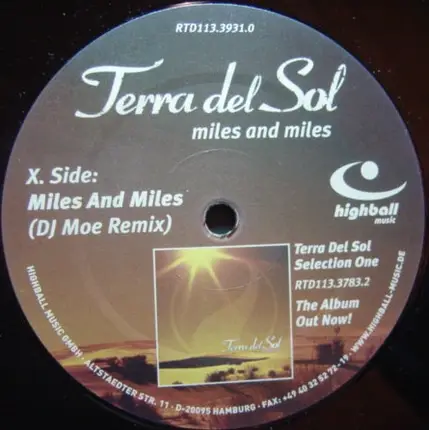 RTD113.3931.0
Terra del Sol
miles and miles
X. Side:
Miles And Miles
(DJ Moe Remix)
highball
music
Terra Del Sol
Selection One
RTD113.3783.2
The Album
Out Now!
Terra del Sol
HIGHBALL MUSIC GMBH · ALTSTAEDTER STR. 11 · D-20095 HAMBURG · FAX: +49 40 32 52 72 - 19 · WWW.HIGHBALL-MUSIC.DE